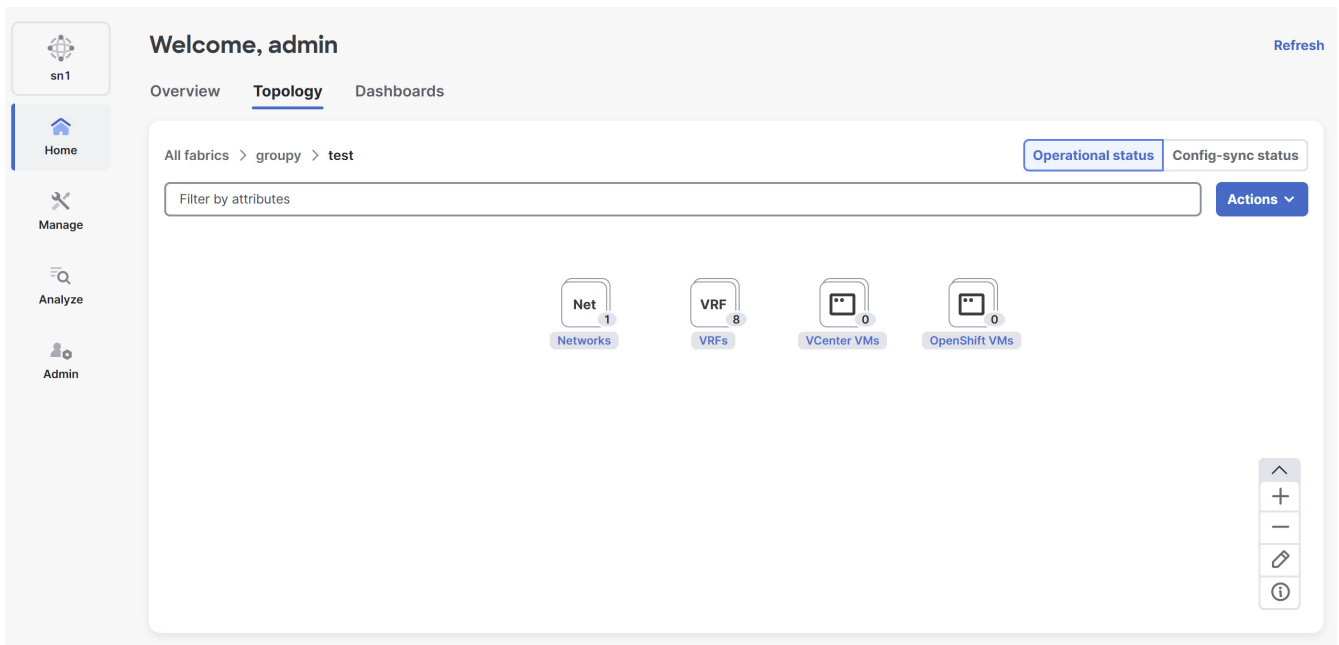 sn1
Home
Manage
Analyze
Admin
Welcome, admin
Refresh
Overview Topology Dashboards
All fabrics > groupy > test
Operational status Config-sync status
Filter by attributes
Actions
Net 1
Networks
VRF 8
VRFs
0
VCenter VMs
0
OpenShift VMs